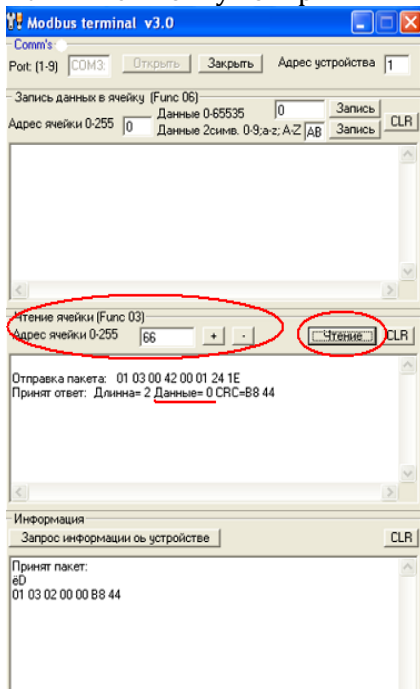 Modbus terminal v3.0
Comm's
Port: (1-9) COM3: Открыть Закрыть Адрес устройства 1
Запись данных в ячейку (Func 06)
Данные 0-65535 0 Запись
Адрес ячейки 0-255 0 Данные 2симв. 0-9;a-z; A-Z AB Запись CLR
Чтение ячейки (Func 03)
Адрес ячейки 0-255 66 + - Чтение CLR
Отправка пакета: 01 03 00 42 00 01 24 1E
Принят ответ: Длинна= 2 Данные= 0 CRC=B8 44
Информация
Запрос информации оь устройстве CLR
Принят пакет:
ёD
01 03 02 00 00 B8 44